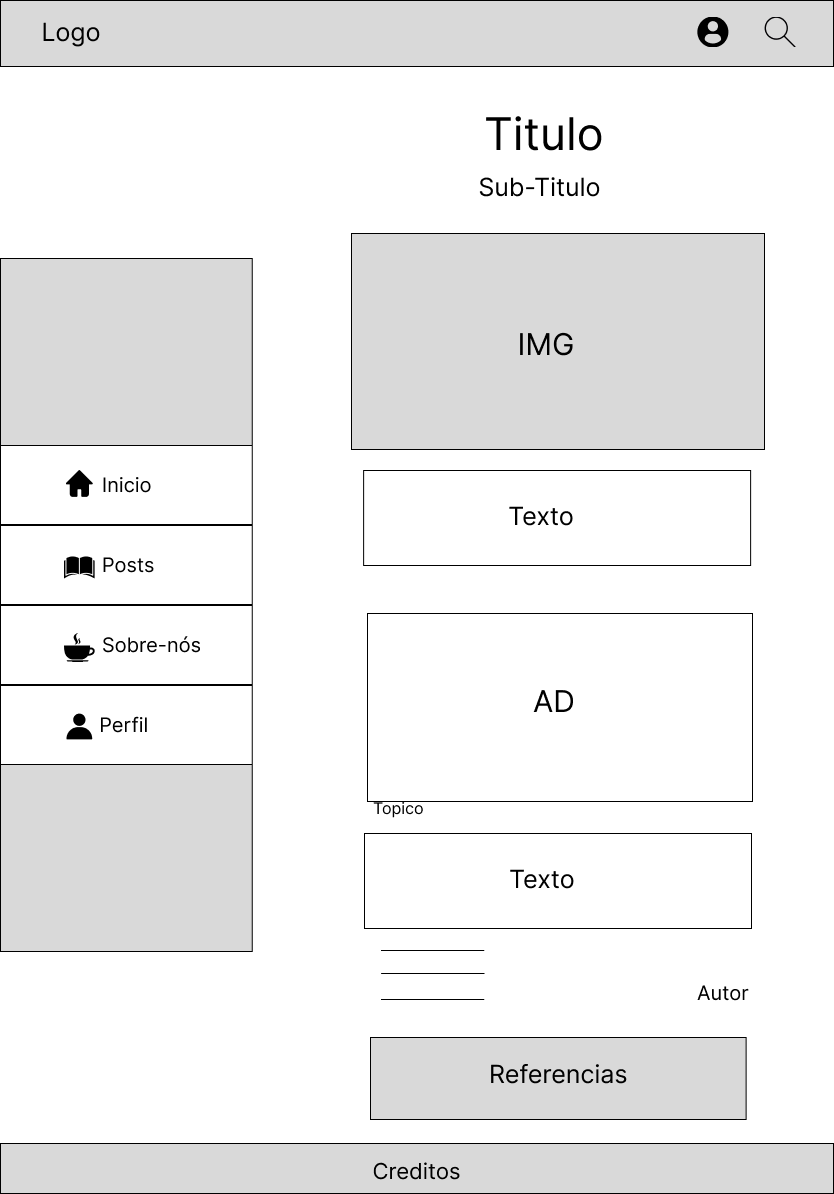 Logo
Titulo
Sub-Titulo
IMG
Inicio
Posts
Sobre-nós
Perfil
Texto
AD
Topico
Texto
Autor
Referencias
Creditos